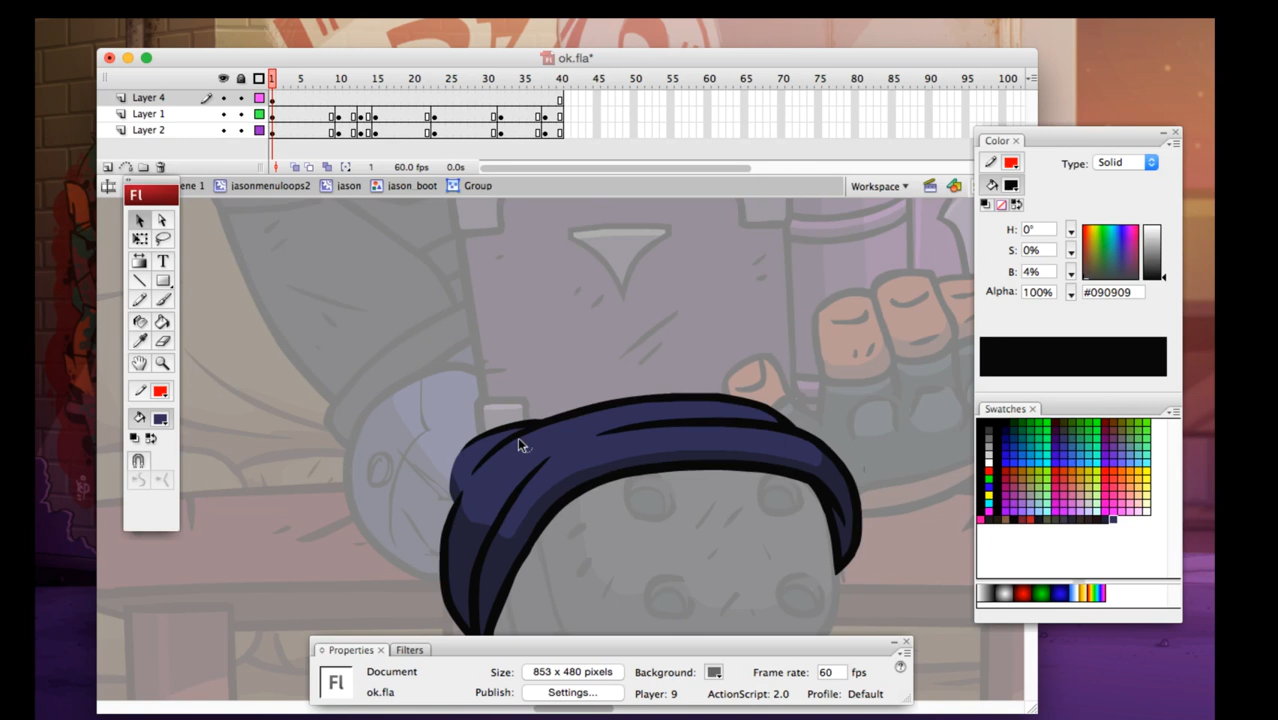 ok.fla*
1 5 10 15 20 25 30 35 40 45 50 55 60 65 70 75 80 85 90 95 100
Layer 4
Layer 1
Layer 2
1 60.0 fps 0.0s
ene 1 jasonmenuloops2 jason jason_boot Group Workspace
Fl
T
Color
Type: Solid
H: 0°
S: 0%
B: 4%
Alpha: 100% #090909
Swatches
Properties Filters
Fl
Document
ok.fla
Size: 853 x 480 pixels Background: Frame rate: 60 fps
Publish: Settings... Player: 9 ActionScript: 2.0 Profile: Default